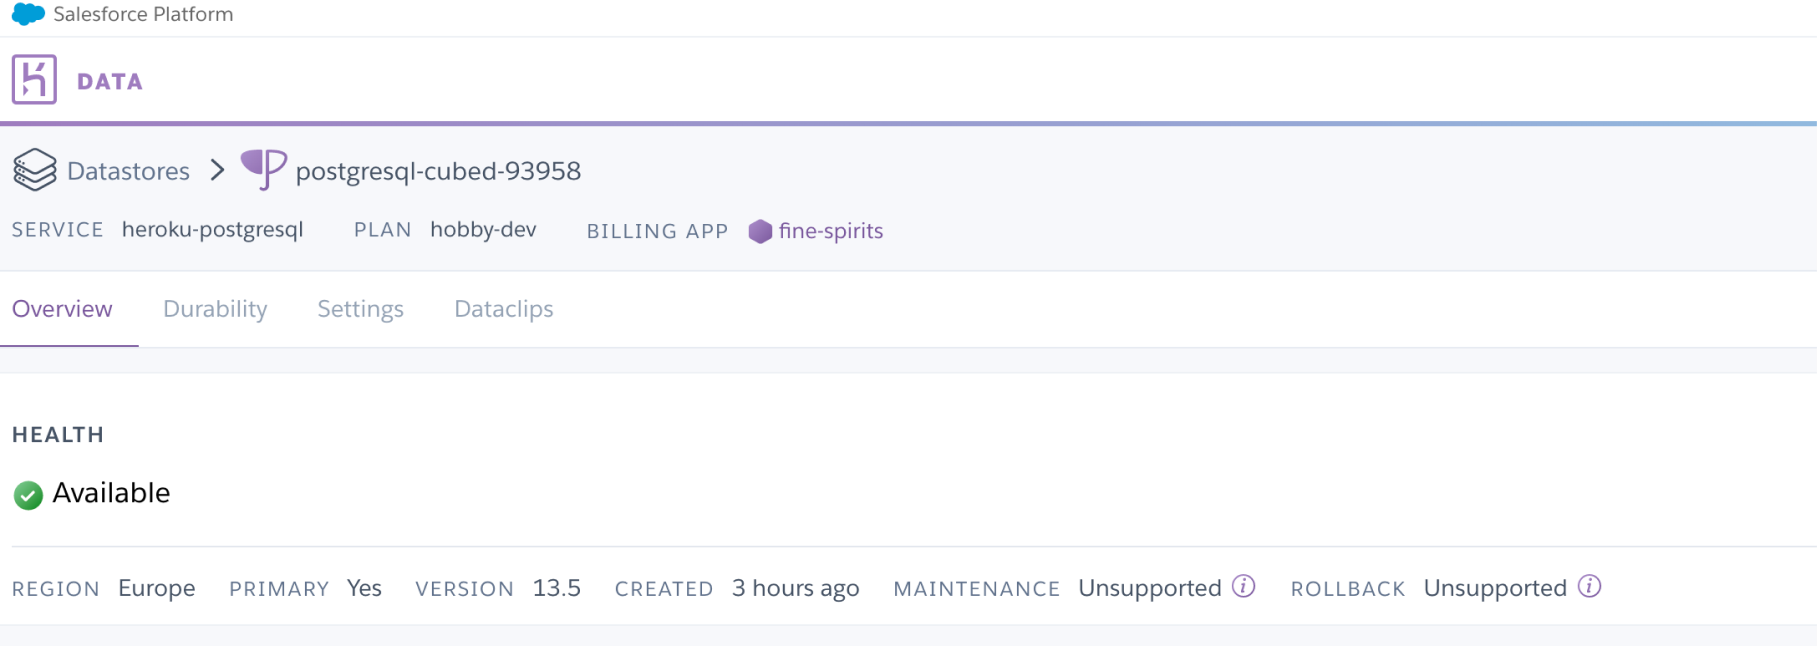 Salesforce Platform
DATA
Datastores > postgresql-cubed-93958
SERVICE heroku-postgresql PLAN hobby-dev BILLING APP fine-spirits
Overview Durability Settings Dataclips
HEALTH
Available
REGION Europe PRIMARY Yes VERSION 13.5 CREATED 3 hours ago MAINTENANCE Unsupported i ROLLBACK Unsupported i